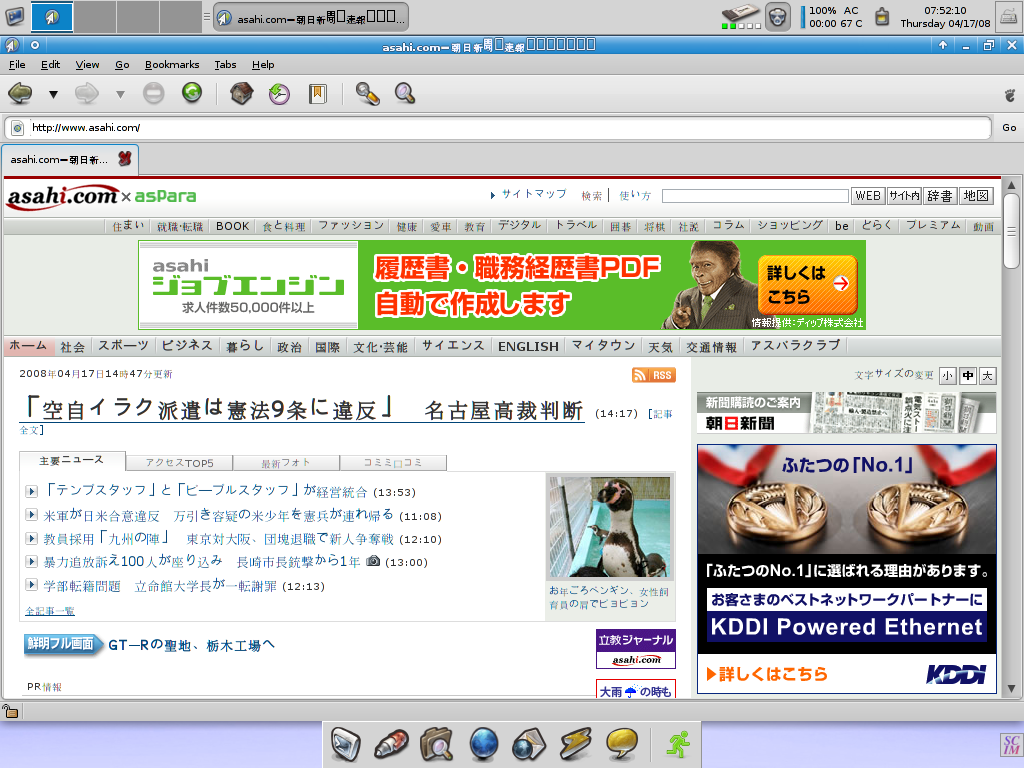 asahi.com一朝日新聞
100% AC
00:00 67 C
07:52:10
Thursday 04/17/08
asahi.com一朝日新聞
File Edit View Go Bookmarks Tabs Help
http://www.asahi.com/
Go
asahi.com一朝日新...
asahi.com×asPara
サイトマップ 検索 使い方 WEB サイト内 辞書 地図
住まい 就職・転職 BOOK 食と料理 ファッション 健康 愛車 教育 デジタル トラベル 囲碁 将棋 社説 コラム ショッピング be どらく プレミアム 動画
asahi
ジョブエンジン
求人件数50,000件以上
履歴書・職務経歴書PDF
自動で作成します
詳しくは
こちら
情報提供:ディップ株式会社
ホーム 社会 スポーツ ビジネス 暮らし 政治 国際 文化・芸能 サイエンス ENGLISH マイタウン 天気 交通情報 アスパラクラブ
2008年04月17日14時47分更新
RSS
「空自イラク派遣は憲法9条に違反」 名古屋高裁判断 (14:17) [記事
全文]
主要ニュース アクセスTOP5 最新フォト コミミ口コミ
「テンプスタッフ」と「ピープルスタッフ」が経営統合 (13:53)
米軍が日米合意違反 万引き容疑の米少年を憲兵が連れ帰る (11:08)
教員採用「九州の陣」 東京対大阪、団塊退職で新人争奪戦 (12:10)
暴力追放訴え100人が座り込み 長崎市長銃撃から1年 (13:00)
学部転籍問題 立命館大学長が一転謝罪 (12:13)
全記事一覧
お年ごろペンギン、女性飼
育員の肩でピョピョン
鮮明フル画面 GT－Rの聖地、栃木工場へ
PR情報
立教ジャーナル
asahi.com
大雨 の時も
文字サイズの変更 小 中 大
新聞購読のご案内
朝日新聞
ふたつの「No.1」
「ふたつのNo.1」に選ばれる理由があります。
お客さまのベストネットワークパートナーに
KDDI Powered Ethernet
詳しくはこちら
KDDI
SC
IM